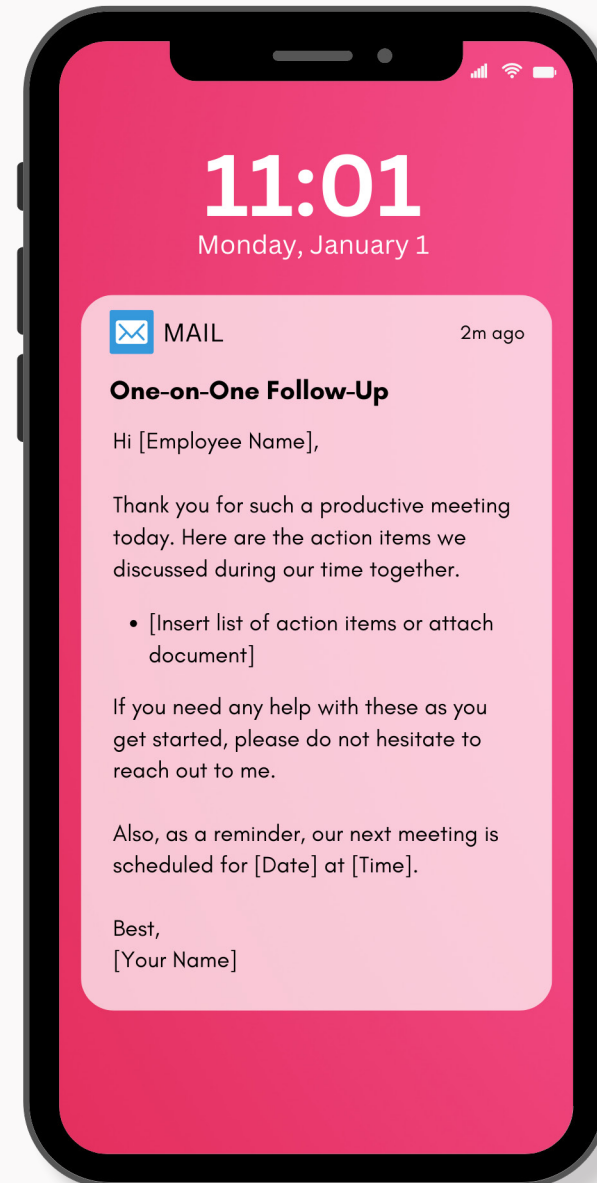 11:01
Monday, January 1
MAIL
2m ago
One-on-One Follow-Up
Hi [Employee Name],
Thank you for such a productive meeting
today. Here are the action items we
discussed during our time together.
• [Insert list of action items or attach
document]
If you need any help with these as you
get started, please do not hesitate to
reach out to me.
Also, as a reminder, our next meeting is
scheduled for [Date] at [Time].
Best,
[Your Name]